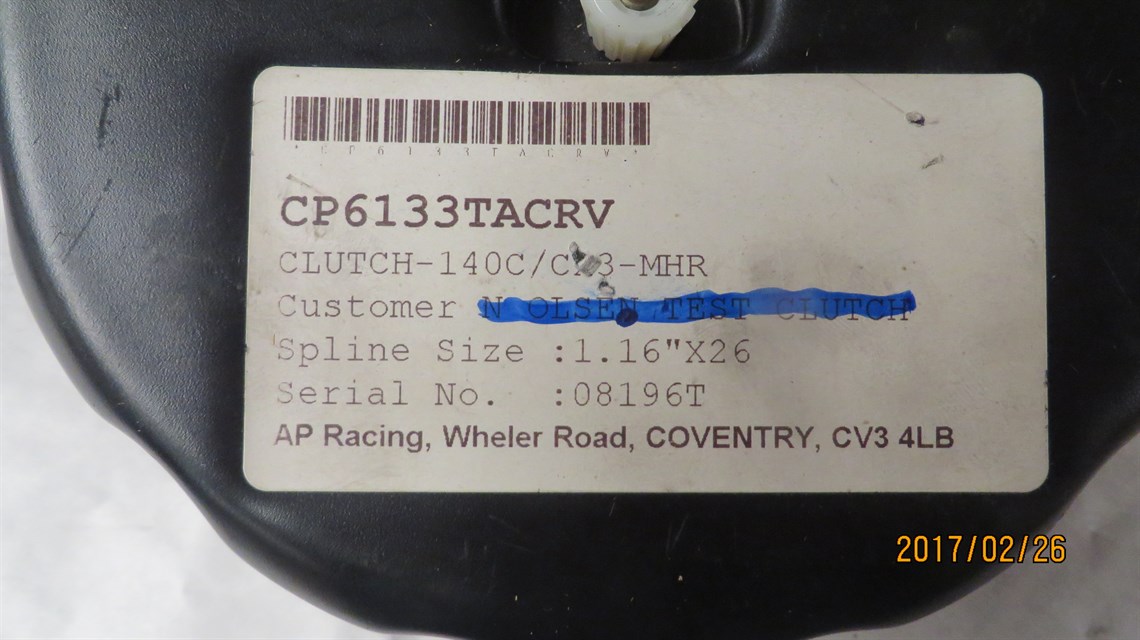 *CP6133TACRV*
CP6133TACRV
CLUTCH-140C/ 3-MHR
Customer N OLSEN TEST CLUTCH
Spline Size :1.16"X26
Serial No. :08196T
AP Racing, Wheler Road, COVENTRY, CV3 4LB
2017/02/26